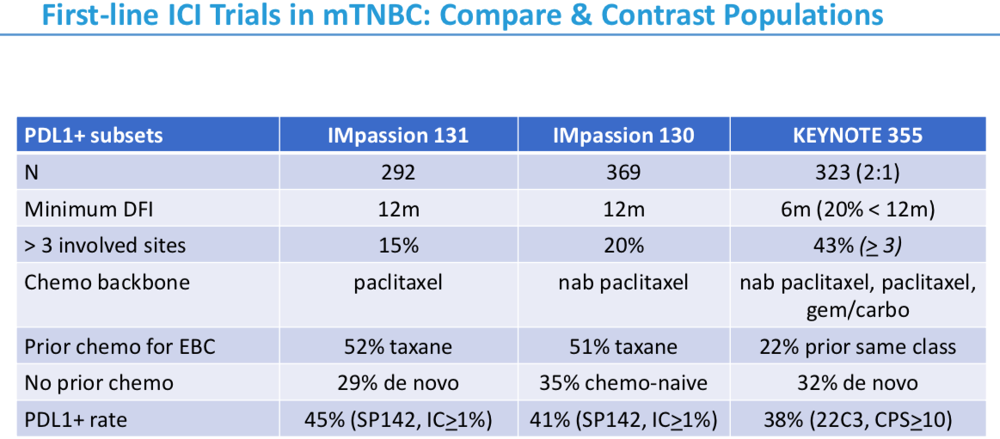 First-line ICI Trials in mTNBC: Compare & Contrast Populations
PDL1+ subsets IMpassion 131 IMpassion 130 KEYNOTE 355
N 292 369 323 (2:1)
Minimum DFI 12m 12m 6m (20% < 12m)
> 3 involved sites 15% 20% 43% (≥ 3)
Chemo backbone paclitaxel nab paclitaxel nab paclitaxel, paclitaxel,
gem/carbo
Prior chemo for EBC 52% taxane 51% taxane 22% prior same class
No prior chemo 29% de novo 35% chemo-naive 32% de novo
PDL1+ rate 45% (SP142, IC≥1%) 41% (SP142, IC≥1%) 38% (22C3, CPS≥10)